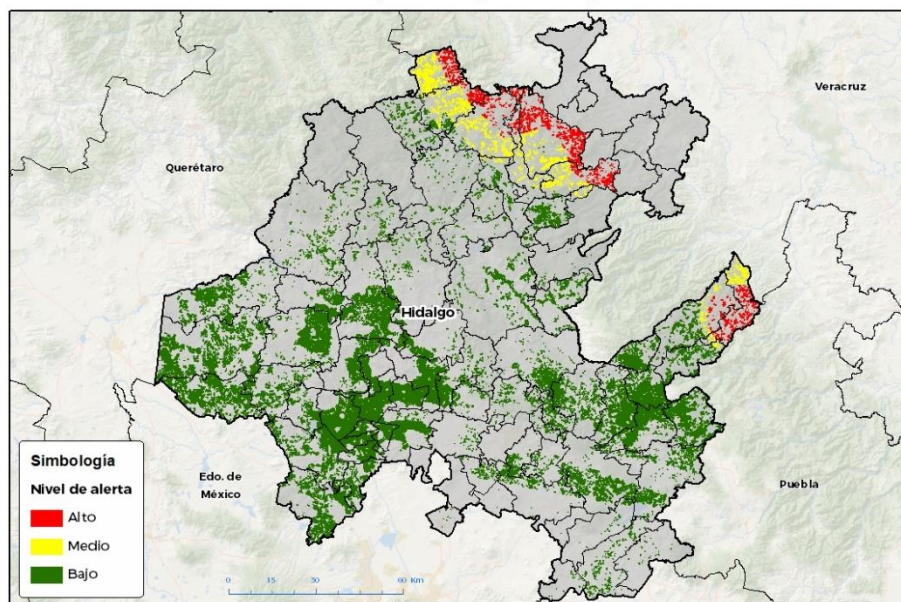 Veracruz
Querétaro
Hidalgo
Edo. de
México
Puebla
Simbología
Nivel de alerta
Alto
Medio
Bajo
0 15 30 60 Km